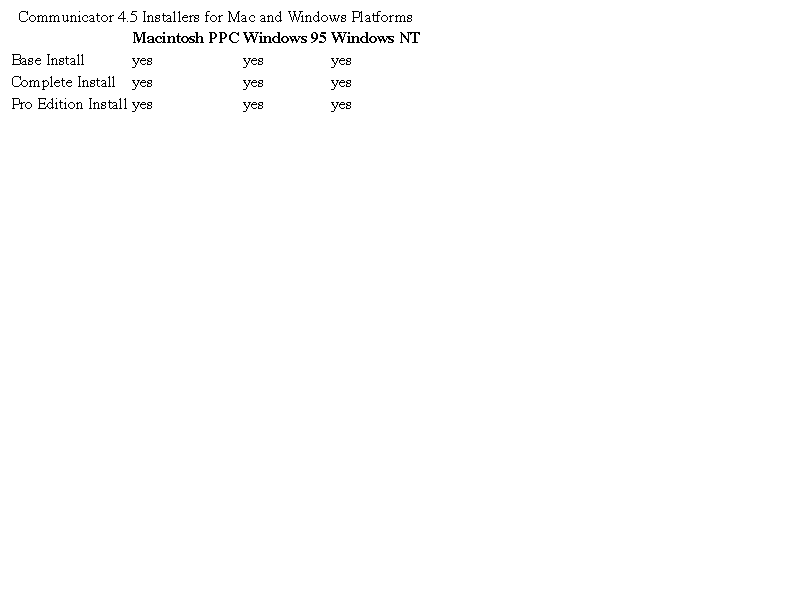 Communicator 4.5 Installers for Mac and Windows Platforms
Macintosh PPC Windows 95 Windows NT
Base Install yes yes yes
Complete Install yes yes yes
Pro Edition Install yes yes yes